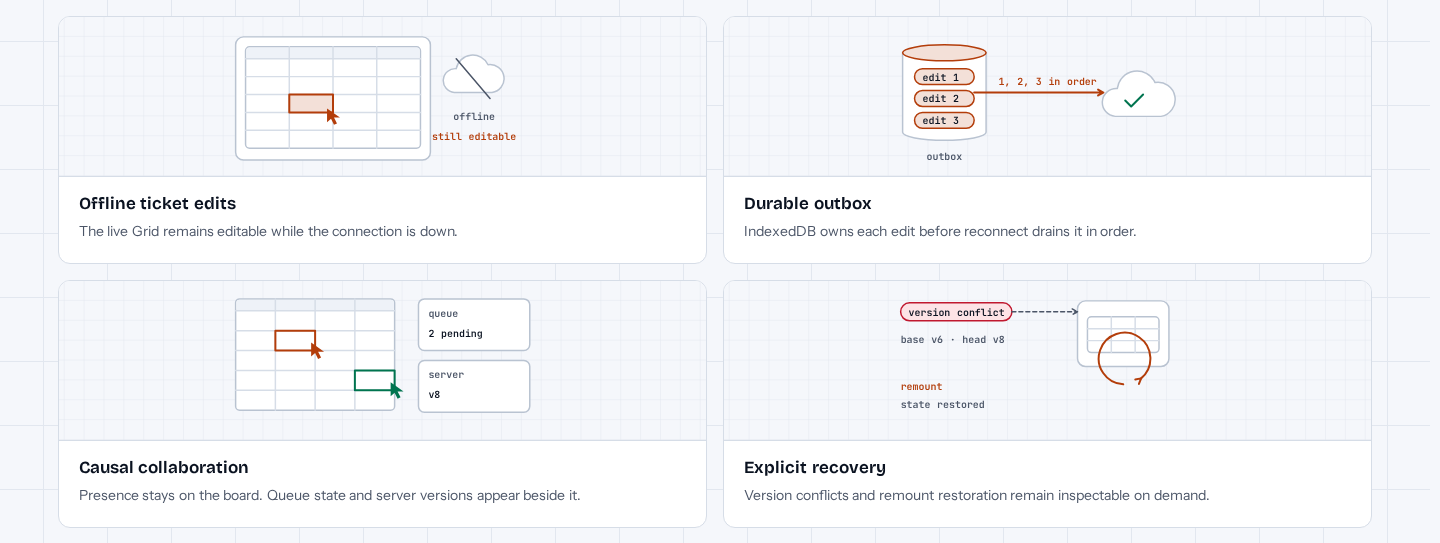 offline
still editable
Offline ticket edits
The live Grid remains editable while the connection is down.
edit 1
edit 2
edit 3
1, 2, 3 in order
outbox
Durable outbox
IndexedDB owns each edit before reconnect drains it in order.
queue
2 pending
server
v8
Causal collaboration
Presence stays on the board. Queue state and server versions appear beside it.
version conflict
base v6 · head v8
remount
state restored
Explicit recovery
Version conflicts and remount restoration remain inspectable on demand.